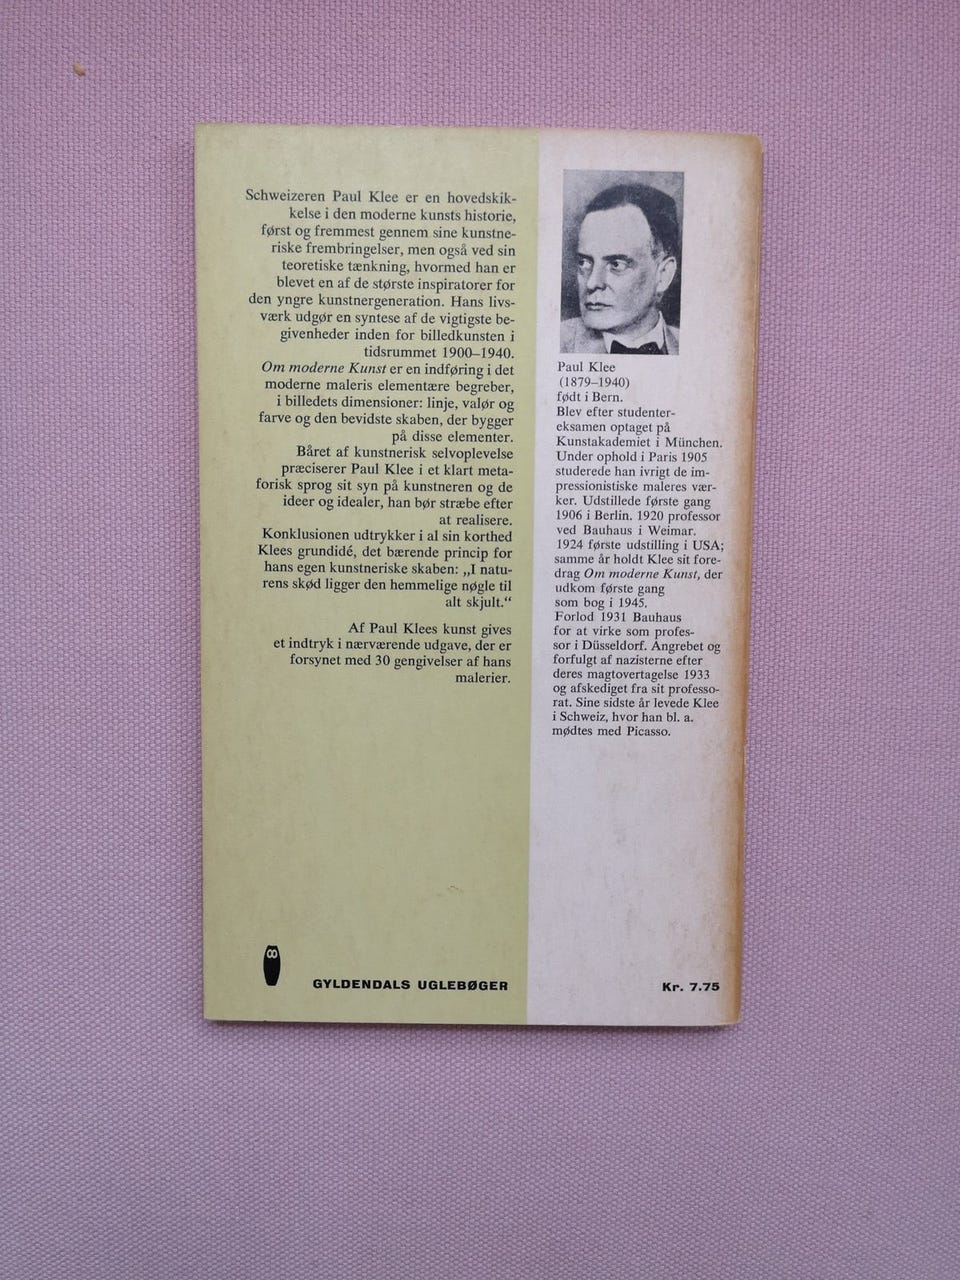 Schweizeren Paul Klee er en hovedskik-
kelse i den moderne kunsts historie,
først og fremmest gennem sine kunstne-
riske frembringelser, men også ved sin
teoretiske tænkning, hvormed han er
blevet en af de største inspiratorer for
den yngre kunstnergeneration. Hans livs-
værk udgør en syntese af de vigtigste be-
givenheder inden for billedkunsten i
tidsrummet 1900–1940.
Om moderne Kunst er en indføring i det
moderne maleris elementære begreber,
i billedets dimensioner: linje, valør og
farve og den bevidste skaben, der bygger
på disse elementer.
Båret af kunstnerisk selvoplevelse
præciserer Paul Klee i et klart meta-
forisk sprog sit syn på kunstneren og de
ideer og idealer, han bør stræbe efter
at realisere.
Konklusionen udtrykker i al sin korthed
Klees grundidé, det bærende princip for
hans egen kunstneriske skaben: „I natu-
rens skød ligger den hemmelige nøgle til
alt skjult.“
Af Paul Klees kunst gives
et indtryk i nærværende udgave, der er
forsynet med 30 gengivelser af hans
malerier.
GYLDENDALS UGLEBØGER
Paul Klee
(1879–1940)
født i Bern.
Blev efter studenter-
eksamen optaget på
Kunstakademiet i München.
Under ophold i Paris 1905
studerede han ivrigt de im-
pressionistiske maleres vær-
ker. Udstillede første gang
1906 i Berlin. 1920 professor
ved Bauhaus i Weimar.
1924 første udstilling i USA;
samme år holdt Klee sit fore-
drag Om moderne Kunst, der
udkom første gang
som bog i 1945.
Forlod 1931 Bauhaus
for at virke som profes-
sor i Düsseldorf. Angrebet og
forfulgt af nazisterne efter
deres magtovertagelse 1933
og afskediget fra sit professo-
rat. Sine sidste år levede Klee
i Schweiz, hvor han bl. a.
mødtes med Picasso.
Kr. 7.75